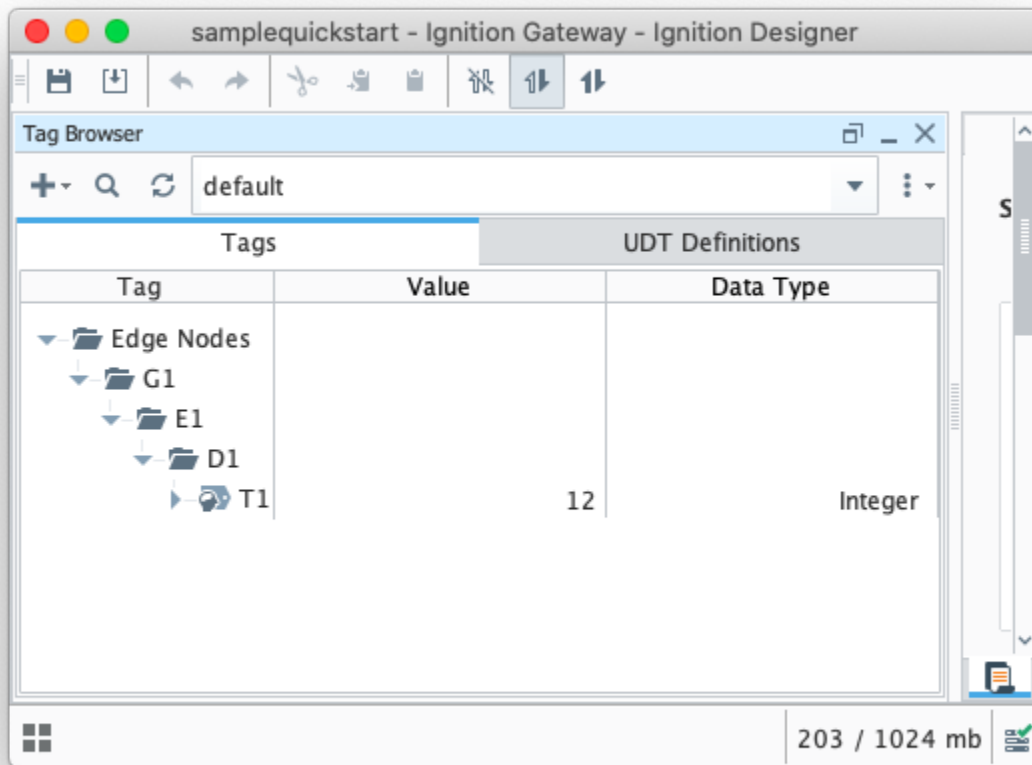 samplequickstart - Ignition Gateway - Ignition Designer
Tag Browser
default
Tags UDT Definitions
Tag Value Data Type
Edge Nodes
G1
E1
D1
T1 12 Integer
S
203 / 1024 mb